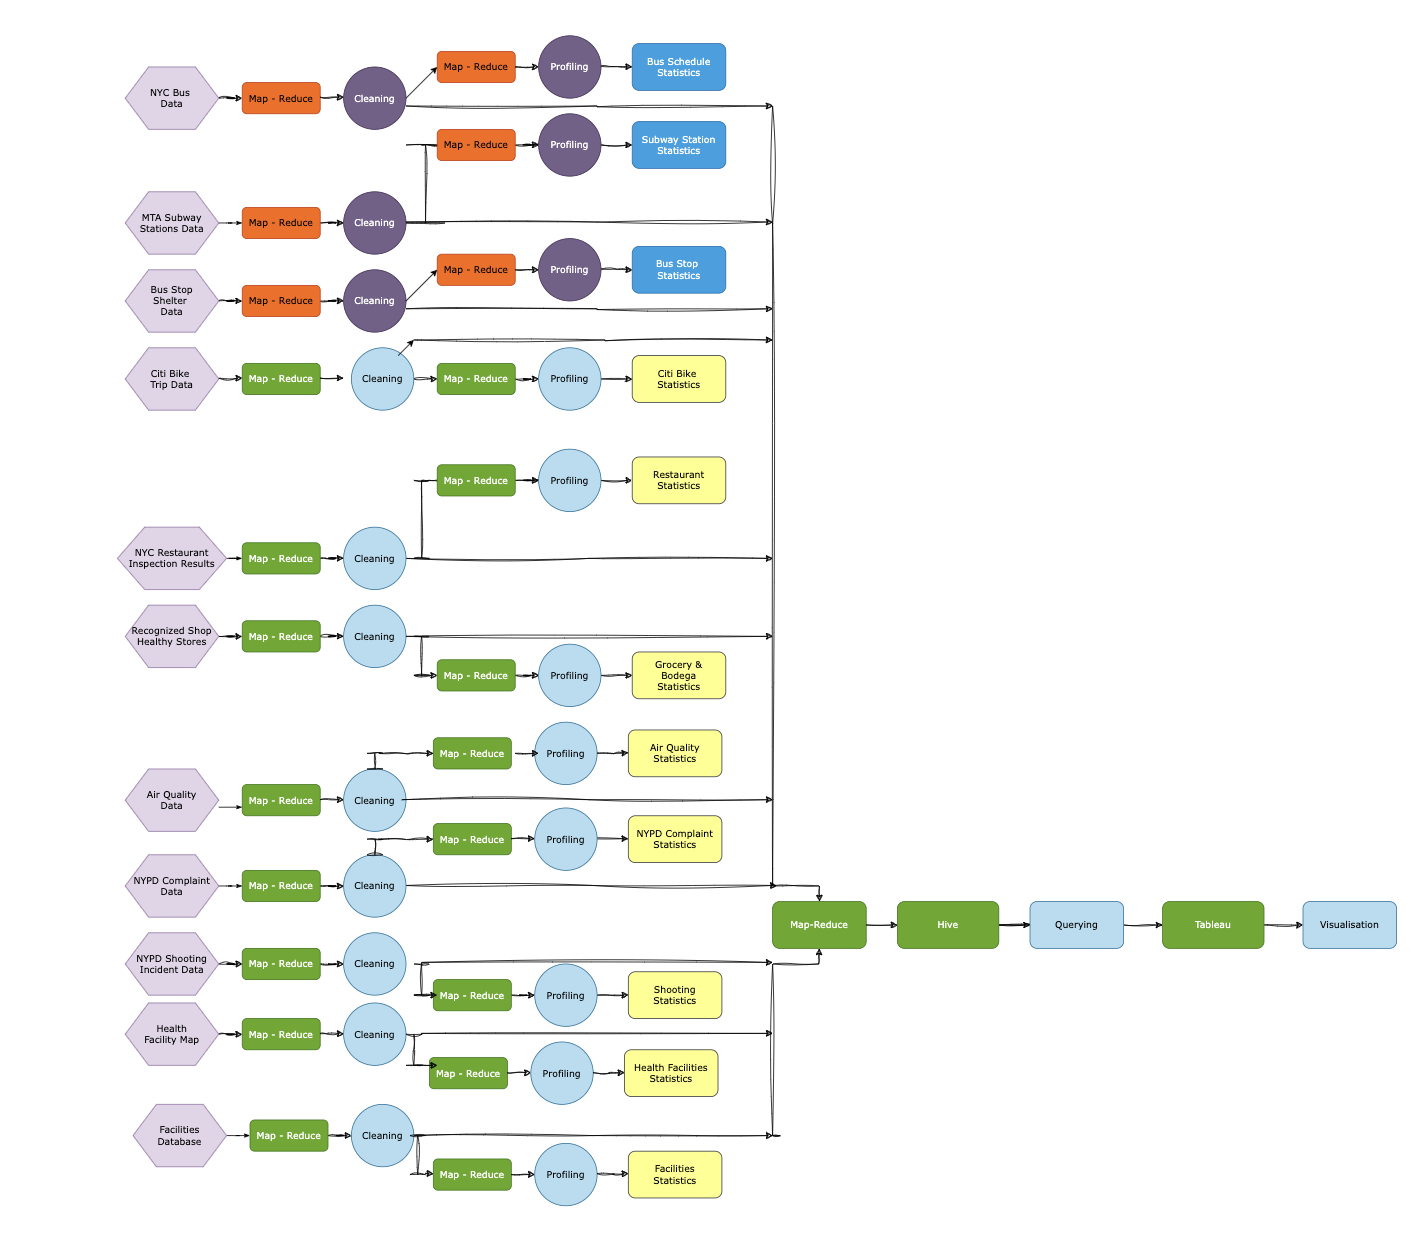 NYC Bus
Data
Map - Reduce
Cleaning
Map - Reduce
Profiling
Bus Schedule
Statistics
MTA Subway
Stations Data
Map - Reduce
Cleaning
Map - Reduce
Profiling
Subway Station
Statistics
Bus Stop
Shelter
Data
Map - Reduce
Cleaning
Map - Reduce
Profiling
Bus Stop
Statistics
Citi Bike
Trip Data
Map - Reduce
Cleaning
Map - Reduce
Profiling
Citi Bike
Statistics
NYC Restaurant
Inspection Results
Map - Reduce
Cleaning
Map - Reduce
Profiling
Restaurant
Statistics
Recognized Shop
Healthy Stores
Map - Reduce
Cleaning
Map - Reduce
Profiling
Grocery &
Bodega
Statistics
Air Quality
Data
Map - Reduce
Cleaning
Map - Reduce
Profiling
Air Quality
Statistics
NYPD Complaint
Data
Map - Reduce
Cleaning
Map - Reduce
Profiling
NYPD Complaint
Statistics
Map-Reduce
Hive
Querying
Tableau
Visualisation
NYPD Shooting
Incident Data
Map - Reduce
Cleaning
Map - Reduce
Profiling
Shooting
Statistics
Health
Facility Map
Map - Reduce
Cleaning
Map - Reduce
Profiling
Health Facilities
Statistics
Facilities
Database
Map - Reduce
Cleaning
Map - Reduce
Profiling
Facilities
Statistics